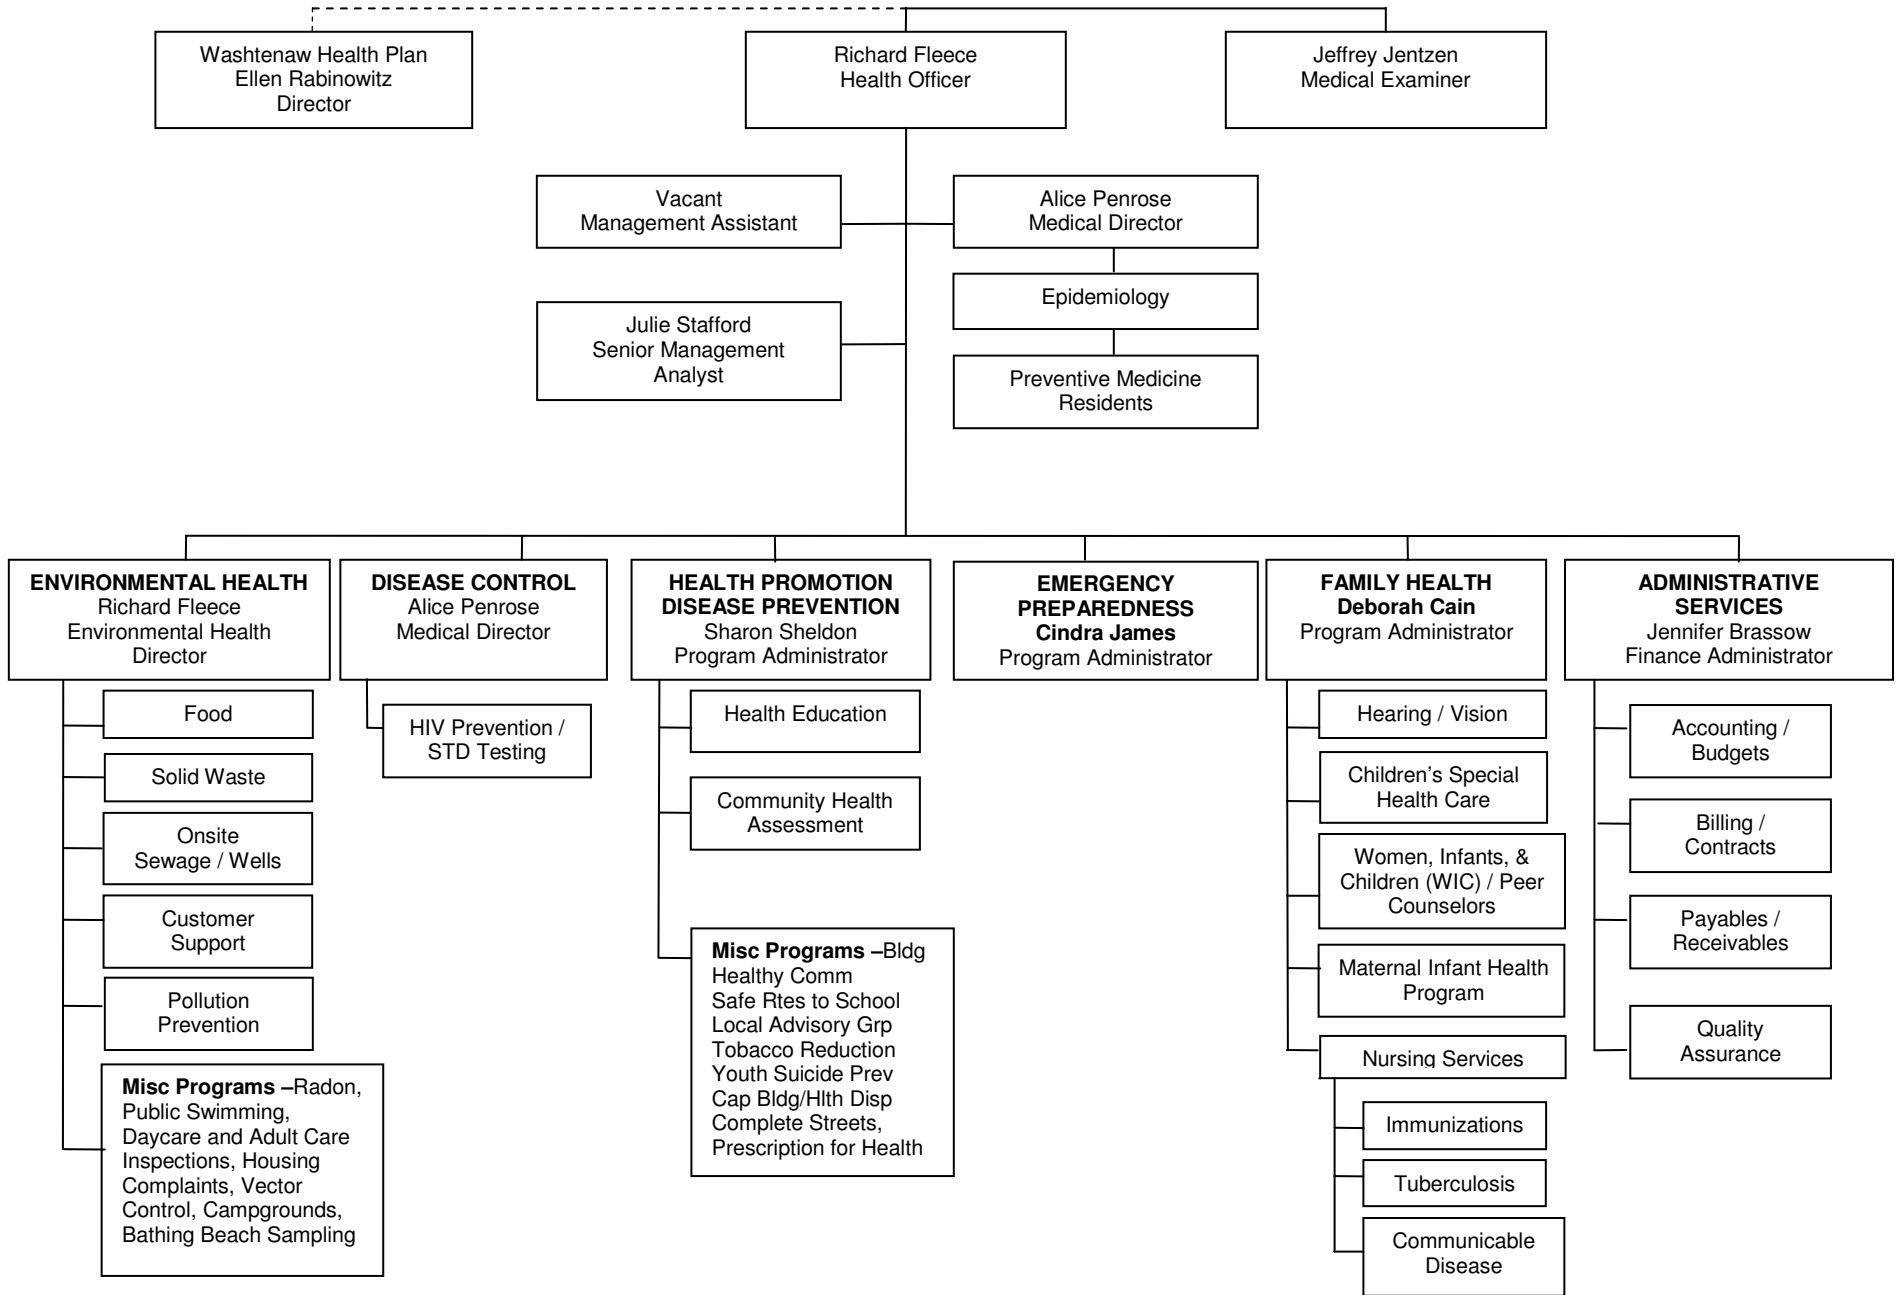 Washtenaw Health Plan
Ellen Rabinowitz
Director
Richard Fleece
Health Officer
Jeffrey Jentzen
Medical Examiner
Vacant
Management Assistant
Alice Penrose
Medical Director
Epidemiology
Julie Stafford
Senior Management
Analyst
Preventive Medicine
Residents
ENVIRONMENTAL HEALTH
Richard Fleece
Environmental Health
Director
DISEASE CONTROL
Alice Penrose
Medical Director
HEALTH PROMOTION
DISEASE PREVENTION
Sharon Sheldon
Program Administrator
EMERGENCY
PREPAREDNESS
Cindra James
Program Administrator
FAMILY HEALTH
Deborah Cain
Program Administrator
ADMINISTRATIVE
SERVICES
Jennifer Brassow
Finance Administrator
Food
Solid Waste
Onsite
Sewage / Wells
Customer
Support
Pollution
Prevention
Misc Programs –Radon,
Public Swimming,
Daycare and Adult Care
Inspections, Housing
Complaints, Vector
Control, Campgrounds,
Bathing Beach Sampling
HIV Prevention /
STD Testing
Health Education
Community Health
Assessment
Misc Programs –Bldg
Healthy Comm
Safe Rtes to School
Local Advisory Grp
Tobacco Reduction
Youth Suicide Prev
Cap Bldg/Hlth Disp
Complete Streets,
Prescription for Health
Hearing / Vision
Children’s Special
Health Care
Women, Infants, &
Children (WIC) / Peer
Counselors
Maternal Infant Health
Program
Nursing Services
Immunizations
Tuberculosis
Communicable
Disease
Accounting /
Budgets
Billing /
Contracts
Payables /
Receivables
Quality
Assurance